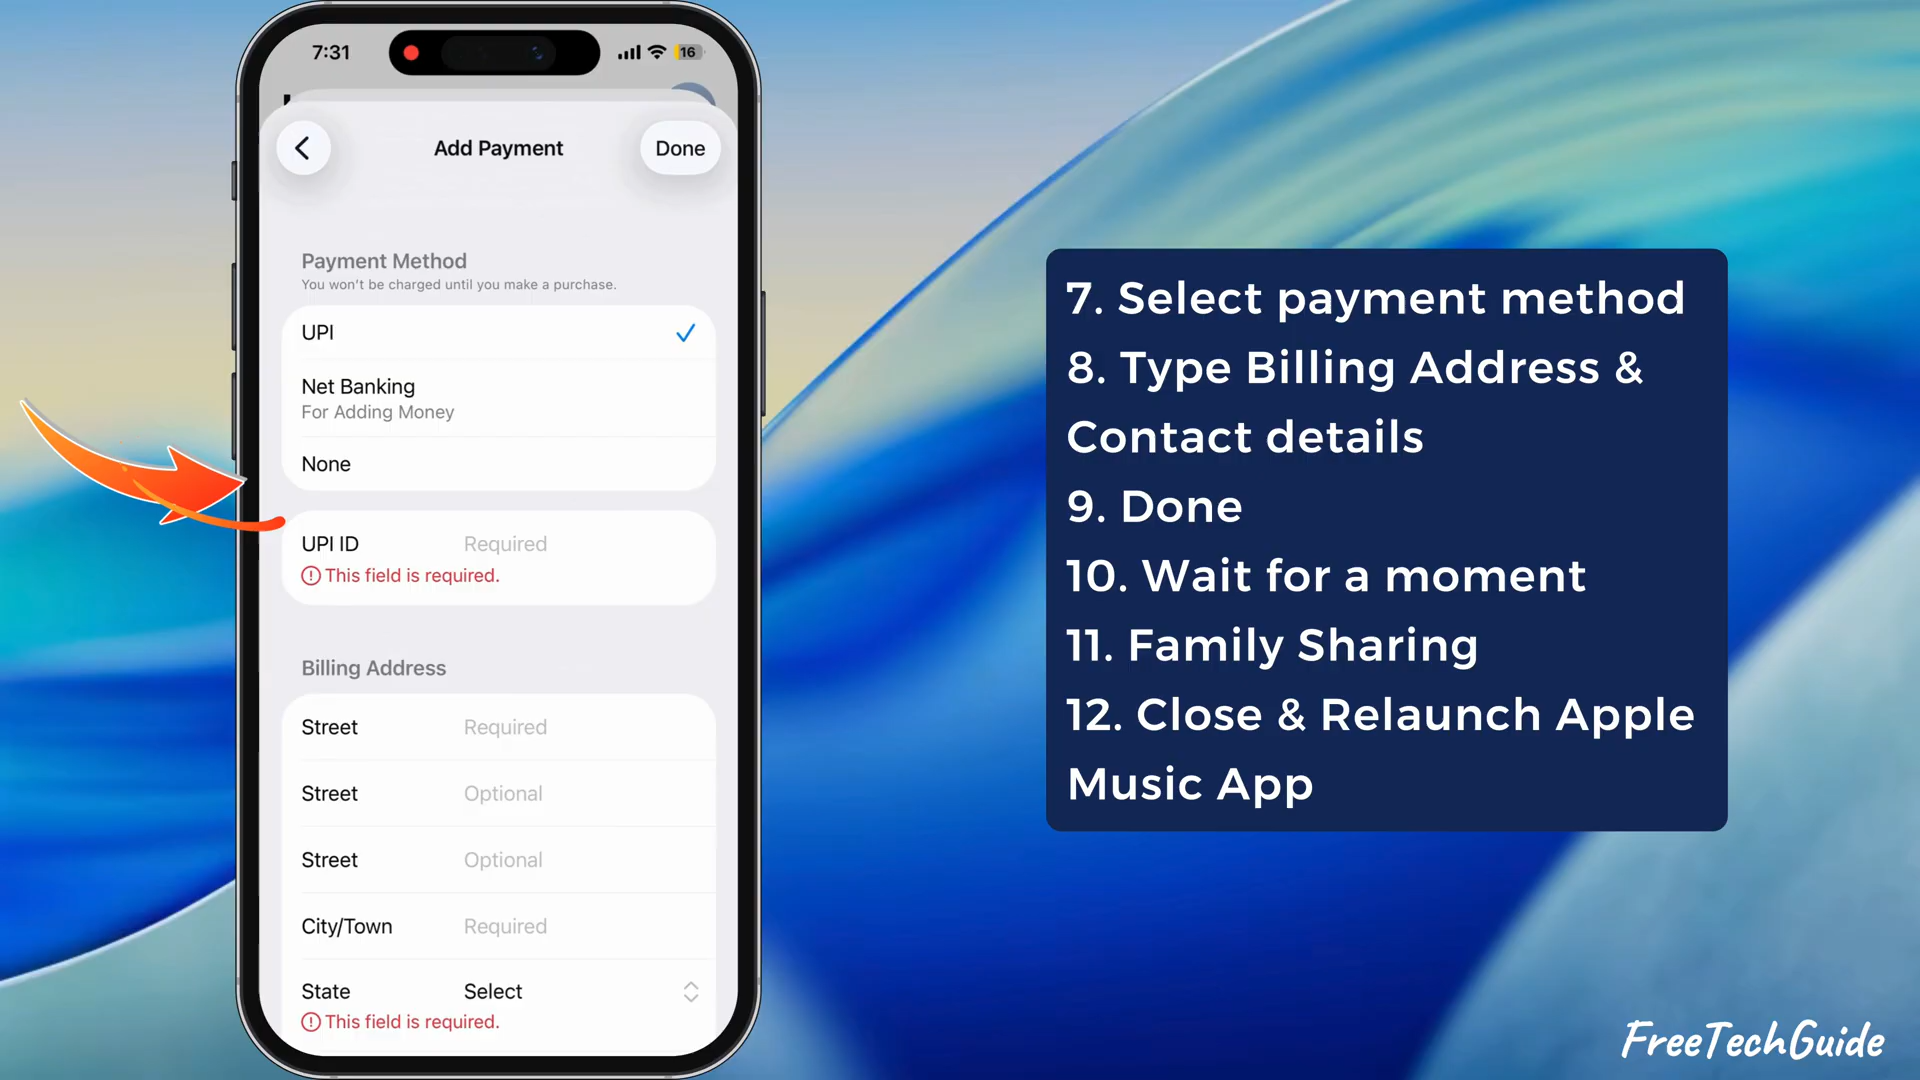 7:31
16
Add Payment
Done
Payment Method
You won't be charged until you make a purchase.
UPI
Net Banking
For Adding Money
None
UPI ID Required
This field is required.
Billing Address
Street Required
Street Optional
Street Optional
City/Town Required
State Select
This field is required.
7. Select payment method
8. Type Billing Address &
Contact details
9. Done
10. Wait for a moment
11. Family Sharing
12. Close & Relaunch Apple
Music App
FreeTechGuide